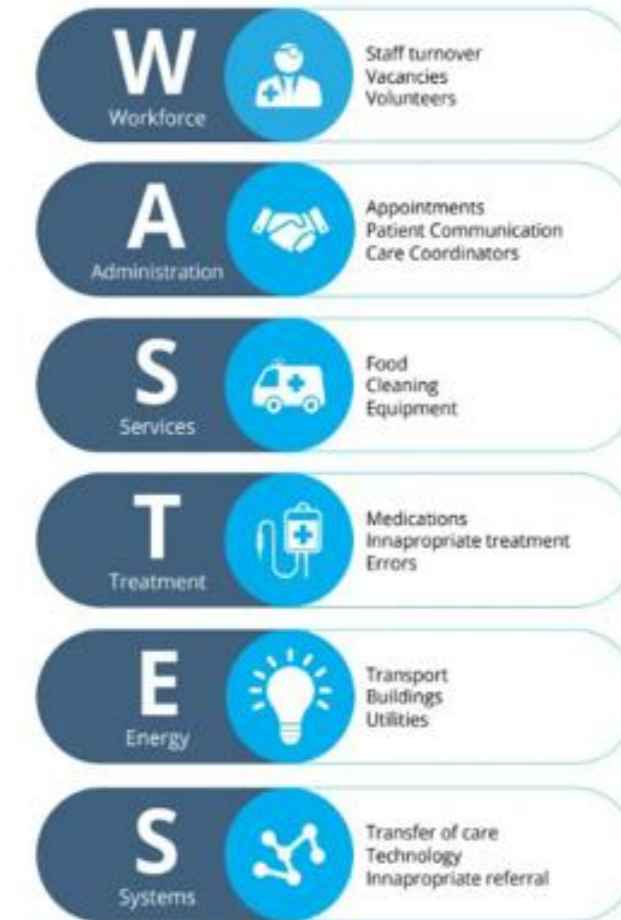 W
Workforce
Staff turnover
Vacancies
Volunteers
A
Administration
Appointments
Patient Communication
Care Coordinators
S
Services
Food
Cleaning
Equipment
T
Treatment
Medications
Innapropriate treatment
Errors
E
Energy
Transport
Buildings
Utilities
S
Systems
Transfer of care
Technology
Innapropriate referral